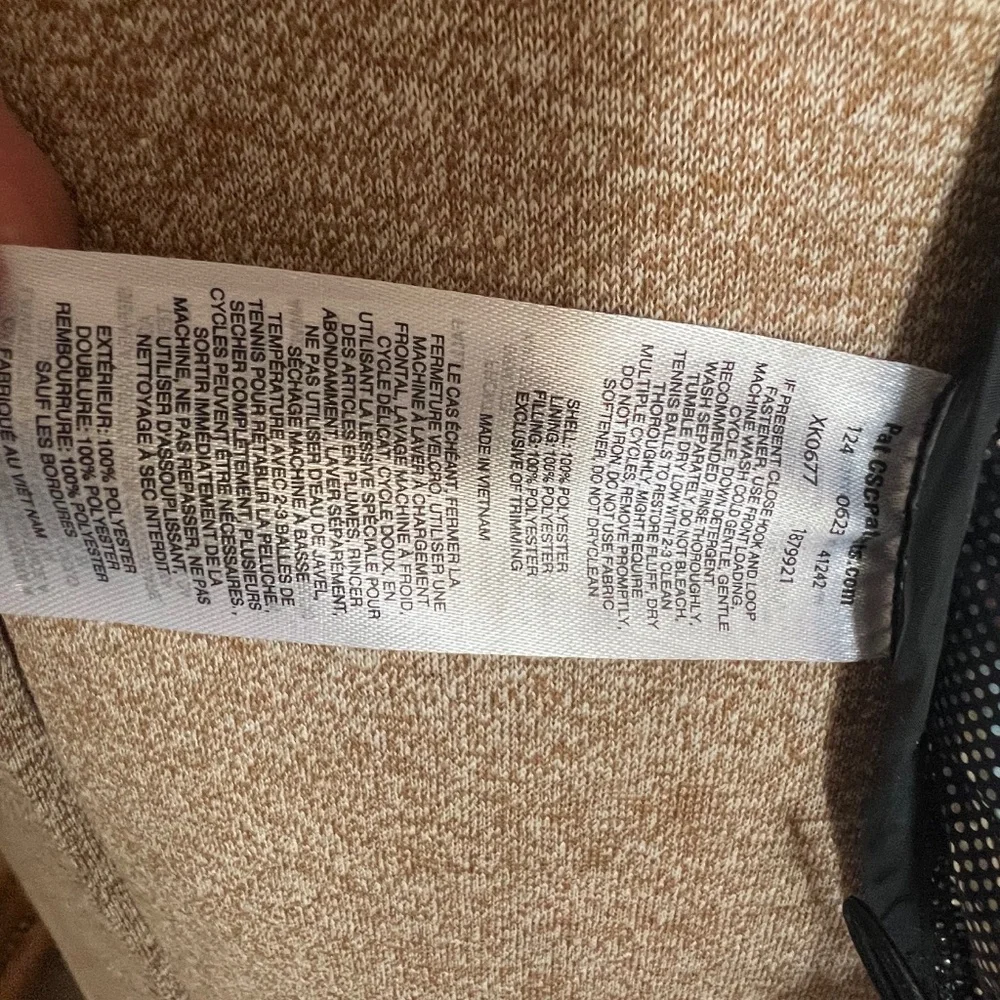 Pat CSCpat
.com
124 0623 41242
XK0677 1879921
IF PRESENT, CLOSE HOOK AND LOOP
FASTENER, USE FRONT LOADING
MACHINE WASH COLD GENTLE,
CYCLE, DOWN DETERGENT
RECOMMENDED, RINSE THOROUGHLY,
WASH SEPARATELY, DO NOT BLEACH,
TUMBLE DRY LOW WITH 2-3 CLEAN
TENNIS BALLS TO RESTORE FLUFF, DRY
THOROUGHLY, MIGHT REQUIRE
MULTIPLE CYCLES, REMOVE PROMPTLY,
DO NOT IRON, DO NOT USE FABRIC
SOFTENER, DO NOT DRYCLEAN
SHELL: 100% POLYESTER
LINING: 100% POLYESTER
FILLING: 100% POLYESTER
EXCLUSIVE OF TRIMMING
MADE IN VIETNAM
LE CAS ÉCHÉANT, FERMER LA
FERMETURE VELCRO, UTILISER UNE
MACHINE À LAVER À CHARGEMENT
FRONTAL, LAVAGE MACHINE À FROID,
CYCLE DÉLICAT, CYCLE DOUX, EN
UTILISANT LA LESSIVE SPÉCIALE POUR
DES ARTICLES EN PLUMES, RINCER
ABONDAMMENT, LAVER SÉPARÉMENT,
NE PAS UTILISER D'EAU DE JAVEL,
SÉCHAGE MACHINE À BASSE
TEMPÉRATURE AVEC 2-3 BALLES DE
TENNIS POUR RÉTABLIR LA PELUCHE,
SÉCHER COMPLÈTEMENT, PLUSIEURS
CYCLES PEUVENT ÊTRE NÉCESSAIRES,
SORTIR IMMÉDIATEMENT DE LA
MACHINE, NE PAS REPASSER, NE PAS
UTILISER D'ASSOUPLISSANT,
NETTOYAGE À SEC INTERDIT
EXTÉRIEUR: 100% POLYESTER
DOUBLURE: 100% POLYESTER
REMBOURRURE: 100% POLYESTER
SAUF LES BORDURES
FABRIQUÉ AU VIÊT NAM